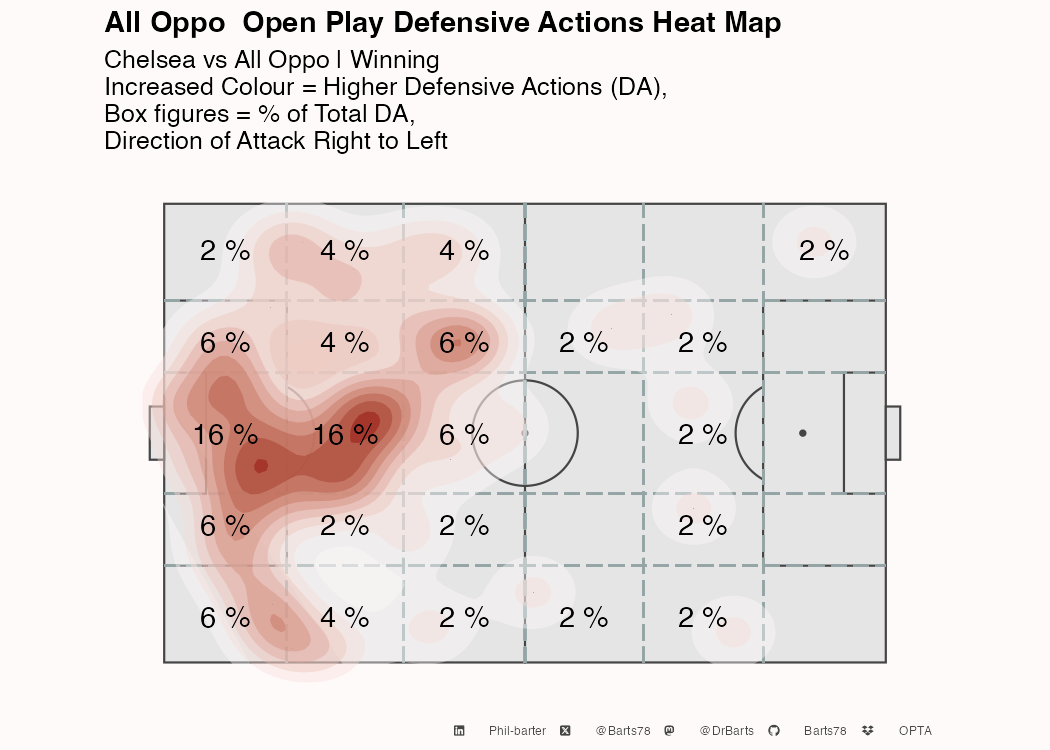 All Oppo  Open Play Defensive Actions Heat Map
Chelsea vs All Oppo | Winning
Increased Colour = Higher Defensive Actions (DA),
Box figures = % of Total DA,
Direction of Attack Right to Left
2 % 4 % 4 % 2 %
6 % 4 % 6 % 2 % 2 %
16 % 16 % 6 % 2 %
6 % 2 % 2 % 2 %
6 % 4 % 2 % 2 % 2 %
Phil-barter @Barts78 @DrBarts Barts78 OPTA